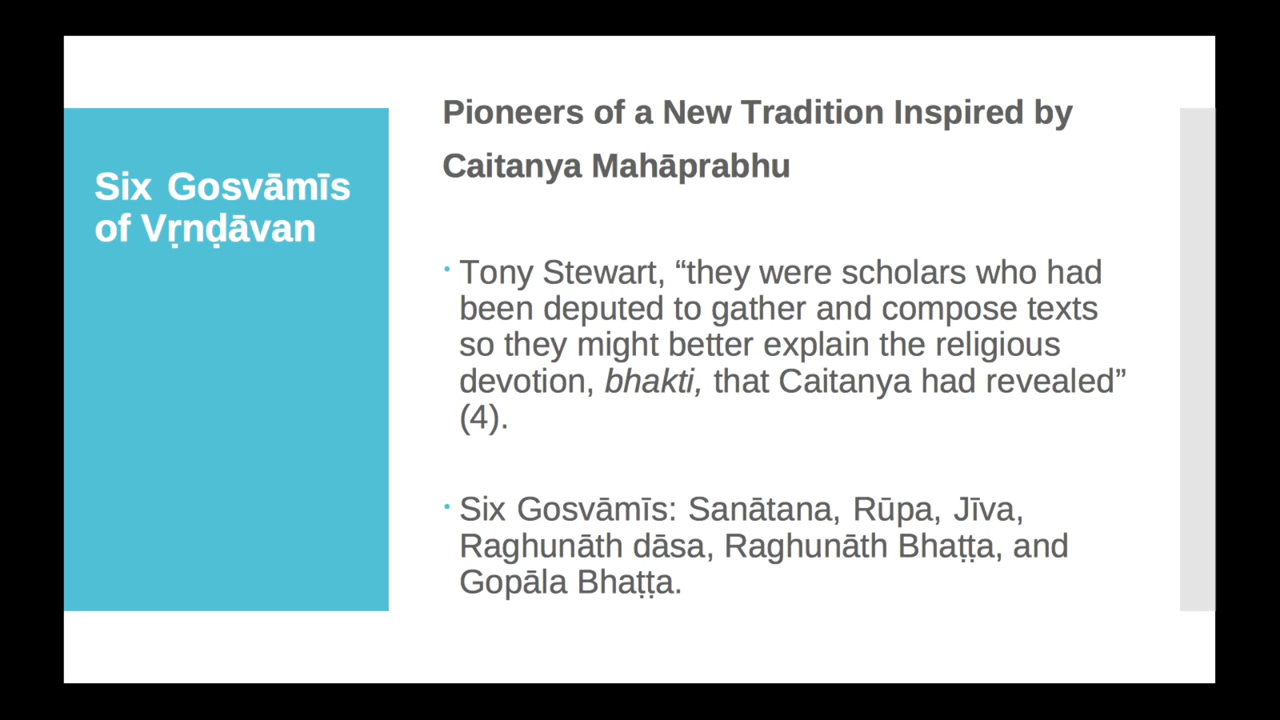 Six Gosvāmīs
of Vṛnḍāvan
Pioneers of a New Tradition Inspired by
Caitanya Mahāprabhu
• Tony Stewart, “they were scholars who had
been deputed to gather and compose texts
so they might better explain the religious
devotion, bhakti, that Caitanya had revealed”
(4).
• Six Gosvāmīs: Sanātana, Rūpa, Jīva,
Raghunāth dāsa, Raghunāth Bhaṭṭa, and
Gopāla Bhaṭṭa.